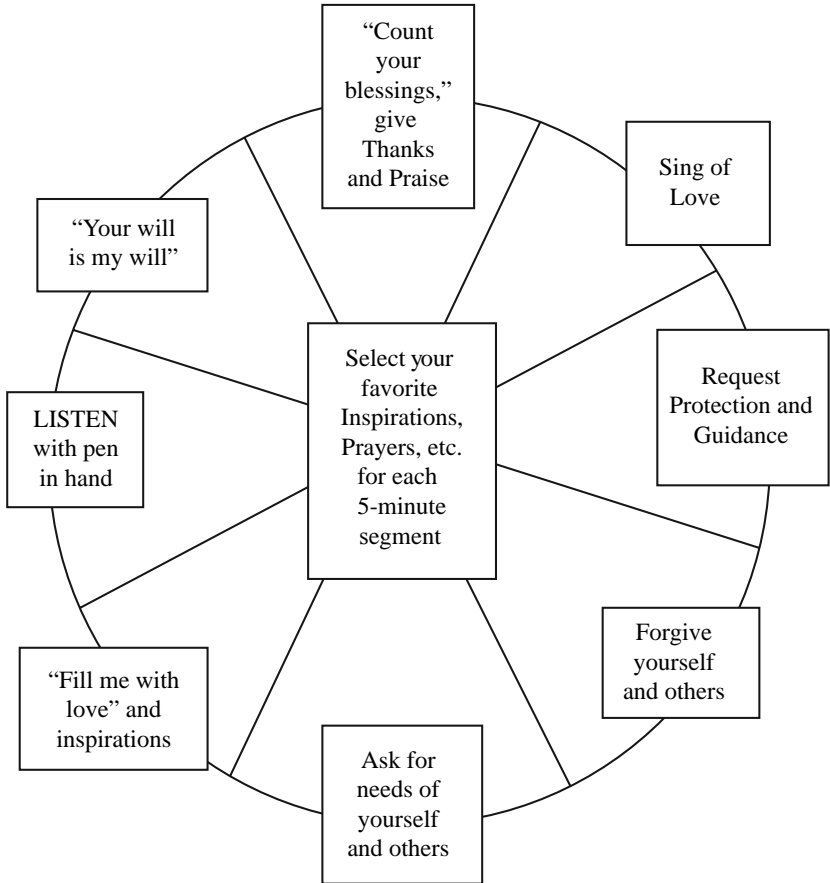 “Count
your
blessings,”
give
Thanks
and Praise
Sing of
Love
Request
Protection and
Guidance
Forgive
yourself
and others
Ask for
needs of
yourself
and others
“Fill me with
love” and
inspirations
LISTEN
with pen
in hand
“Your will
is my will”
Select your
favorite
Inspirations,
Prayers, etc.
for each
5-minute
segment